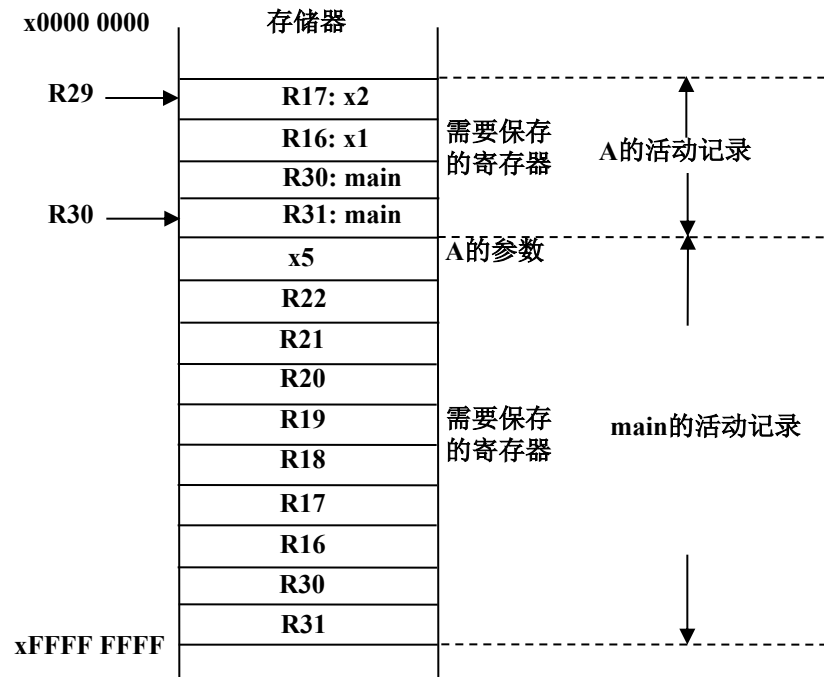 x0000 0000
存储器
R29
R17: x2
R16: x1
需要保存
的寄存器
A的活动记录
R30: main
R30
R31: main
x5
A的参数
R22
R21
R20
R19
需要保存
的寄存器
main的活动记录
R18
R17
R16
R30
R31
xFFFF FFFF